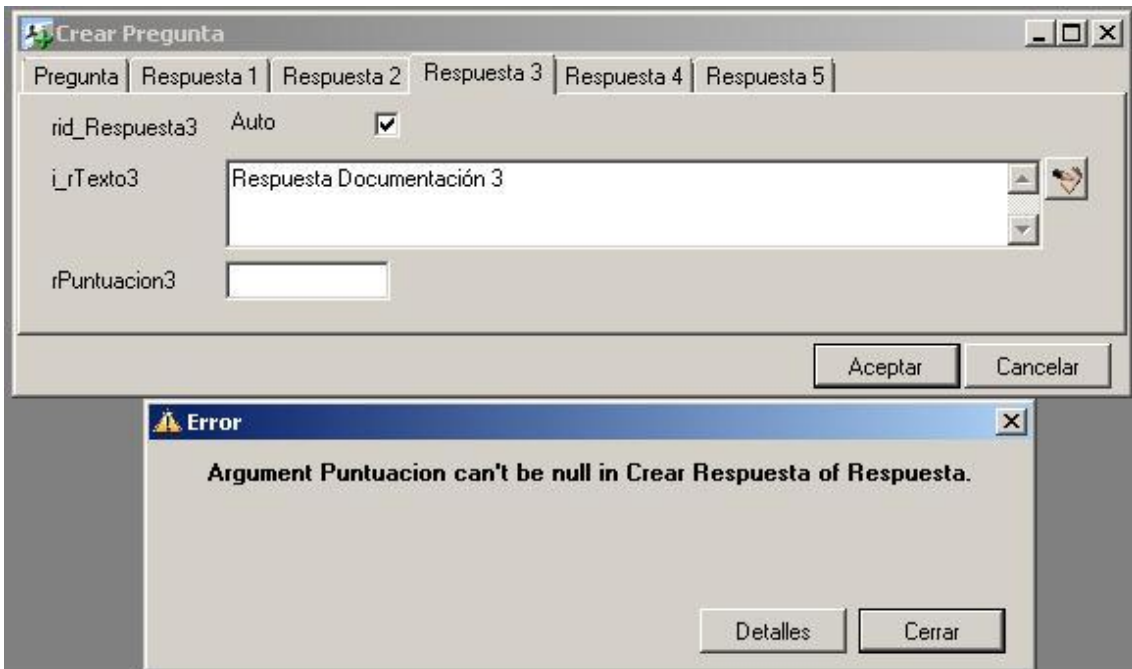 Crear Pregunta
Pregunta Respuesta 1 Respuesta 2 Respuesta 3 Respuesta 4 Respuesta 5
rid_Respuesta3 Auto
i_rTexto3 Respuesta Documentación 3
rPuntuacion3
Aceptar Cancelar
Error
Argument Puntuacion can't be null in Crear Respuesta of Respuesta.
Detalles Cerrar